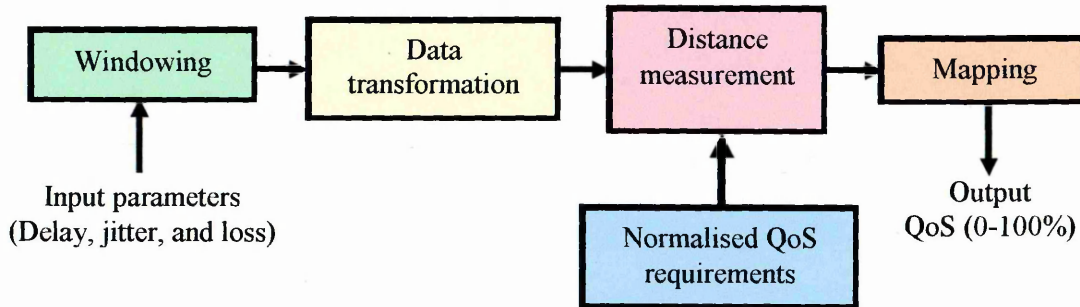 Windowing
Data
transformation
Distance
measurement
Mapping
Input parameters
(Delay, jitter, and loss)
Normalised QoS
requirements
Output
QoS (0-100%)